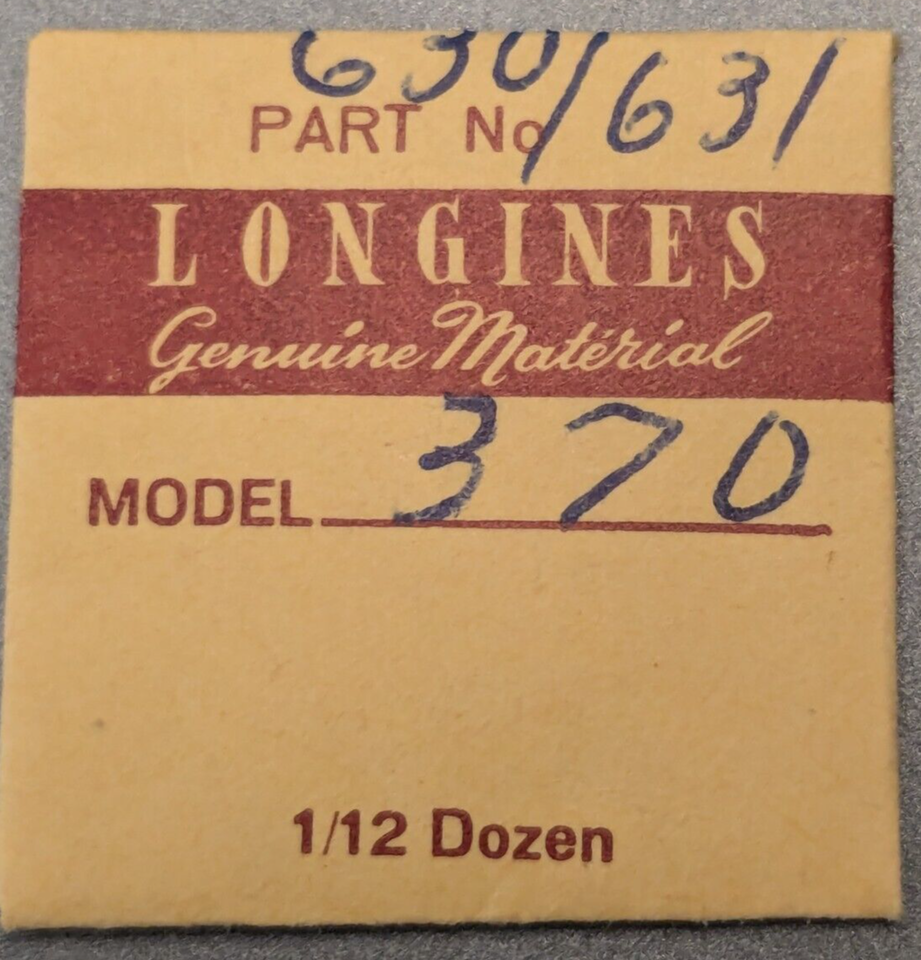 630/631
PART No
LONGINES
Genuine Matérial
MODEL 370
1/12 Dozen